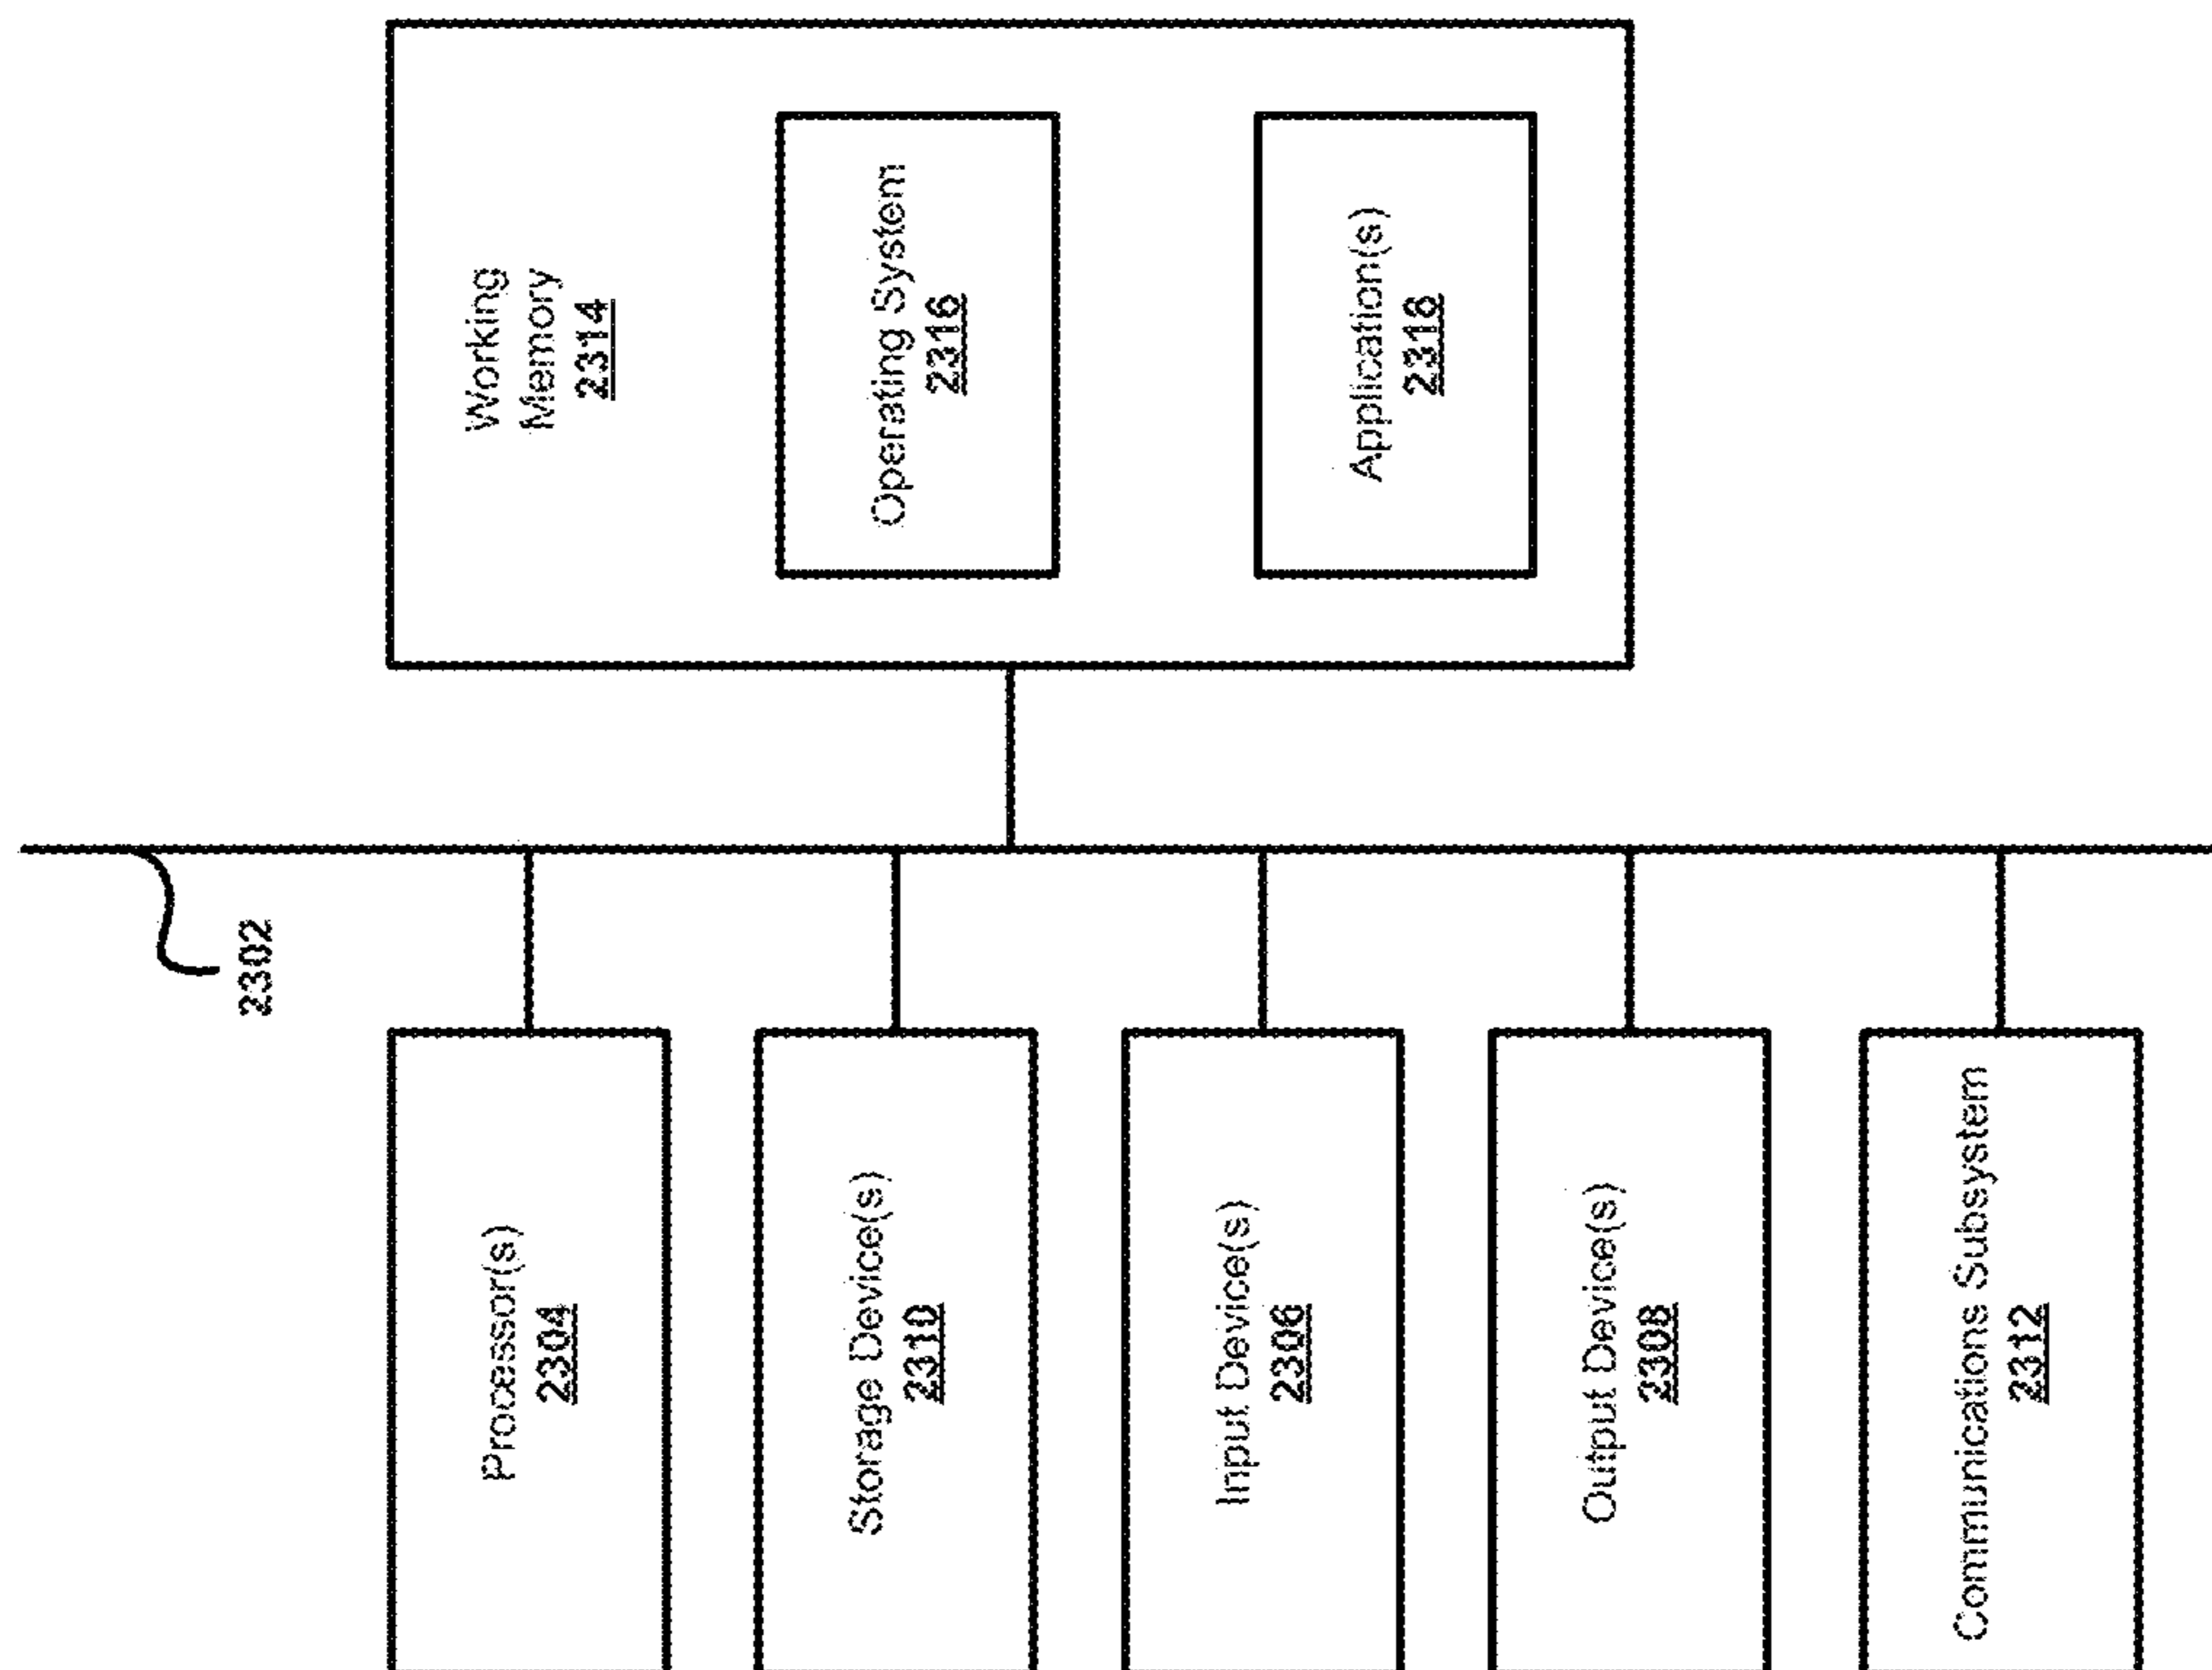 2302
Processor(s)
2304
Storage Device(s)
2310
Input Device(s)
2306
Output Device(s)
2308
Communications Subsystem
2312
Working
Memory
2314
Operating System
2316
Application(s)
2318